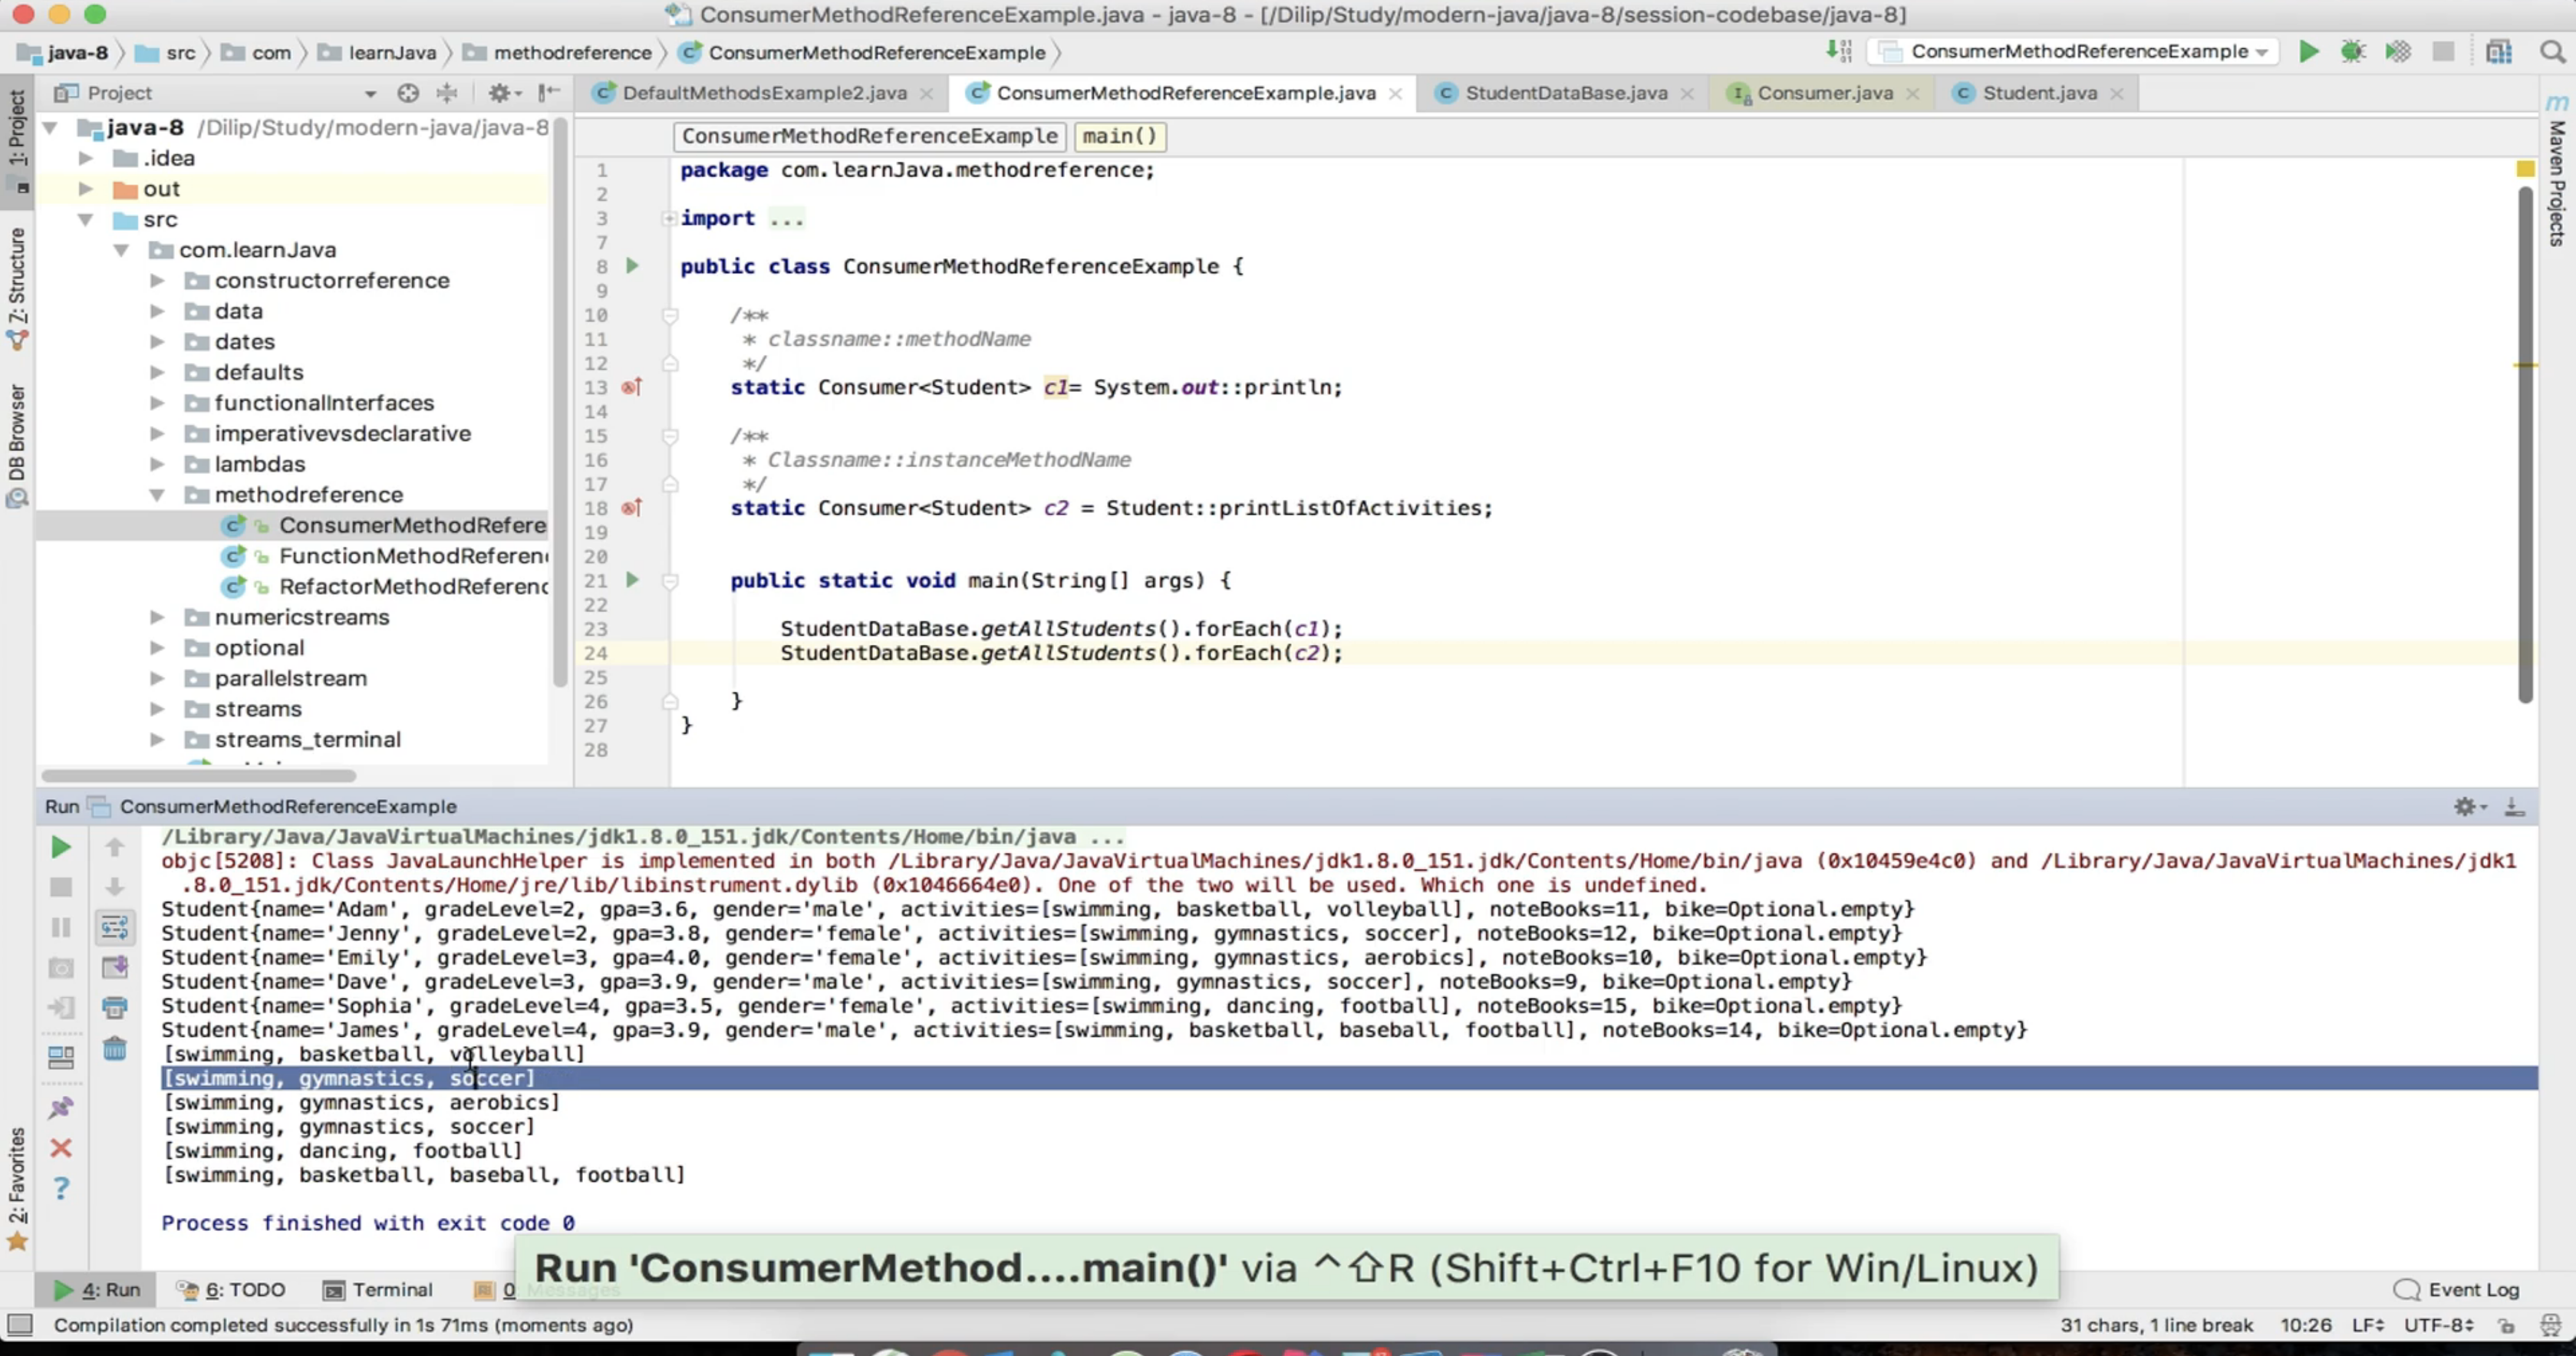 ConsumerMethodReferenceExample.java - java-8 - [/Dilip/Study/modern-java/java-8/session-codebase/java-8]
java-8 src com learnJava methodreference ConsumerMethodReferenceExample
ConsumerMethodReferenceExample
1: Project
Z: Structure
DB Browser
2: Favorites
Maven Projects
Project
java-8 /Dilip/Study/modern-java/java-8
.idea
out
src
com.learnJava
constructorreference
data
dates
defaults
functionalInterfaces
imperativevsdeclarative
lambdas
methodreference
ConsumerMethodRefere
FunctionMethodReferen
RefactorMethodReferenc
numericstreams
optional
parallelstream
streams
streams_terminal
DefaultMethodsExample2.java ConsumerMethodReferenceExample.java StudentDataBase.java Consumer.java Student.java
ConsumerMethodReferenceExample main()
1 package com.learnJava.methodreference;
2
3 import ...
7
8 public class ConsumerMethodReferenceExample {
9
10 /**
11 * classname::methodName
12 */
13 static Consumer<Student> c1= System.out::println;
14
15 /**
16 * Classname::instanceMethodName
17 */
18 static Consumer<Student> c2 = Student::printListOfActivities;
19
20
21 public static void main(String[] args) {
22
23 StudentDataBase.getAllStudents().forEach(c1);
24 StudentDataBase.getAllStudents().forEach(c2);
25
26 }
27 }
28
Run ConsumerMethodReferenceExample
/Library/Java/JavaVirtualMachines/jdk1.8.0_151.jdk/Contents/Home/bin/java ...
objc[5208]: Class JavaLaunchHelper is implemented in both /Library/Java/JavaVirtualMachines/jdk1.8.0_151.jdk/Contents/Home/bin/java (0x10459e4c0) and /Library/Java/JavaVirtualMachines/jdk1
.8.0_151.jdk/Contents/Home/jre/lib/libinstrument.dylib (0x1046664e0). One of the two will be used. Which one is undefined.
Student{name='Adam', gradeLevel=2, gpa=3.6, gender='male', activities=[swimming, basketball, volleyball], noteBooks=11, bike=Optional.empty}
Student{name='Jenny', gradeLevel=2, gpa=3.8, gender='female', activities=[swimming, gymnastics, soccer], noteBooks=12, bike=Optional.empty}
Student{name='Emily', gradeLevel=3, gpa=4.0, gender='female', activities=[swimming, gymnastics, aerobics], noteBooks=10, bike=Optional.empty}
Student{name='Dave', gradeLevel=3, gpa=3.9, gender='male', activities=[swimming, gymnastics, soccer], noteBooks=9, bike=Optional.empty}
Student{name='Sophia', gradeLevel=4, gpa=3.5, gender='female', activities=[swimming, dancing, football], noteBooks=15, bike=Optional.empty}
Student{name='James', gradeLevel=4, gpa=3.9, gender='male', activities=[swimming, basketball, baseball, football], noteBooks=14, bike=Optional.empty}
[swimming, basketball, volleyball]
[swimming, gymnastics, soccer]
[swimming, gymnastics, aerobics]
[swimming, gymnastics, soccer]
[swimming, dancing, football]
[swimming, basketball, baseball, football]
Process finished with exit code 0
Run 'ConsumerMethod....main()' via ^⇧R (Shift+Ctrl+F10 for Win/Linux)
4: Run 6: TODO Terminal 0 Messages Event Log
Compilation completed successfully in 1s 71ms (moments ago) 31 chars, 1 line break 10:26 LF UTF-8